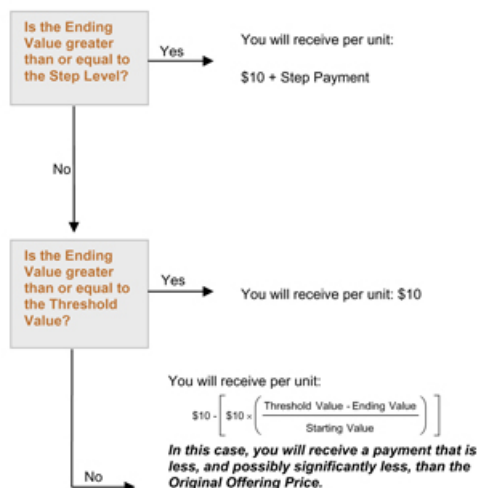 Is the Ending
Value greater
than or equal to
the Step Level?
Yes
You will receive per unit:
$10 + Step Payment
No
Is the Ending
Value greater
than or equal to
the Threshold
Value?
Yes
You will receive per unit: $10
You will receive per unit:
$10 - [ $10 × ( Threshold Value - Ending Value
Starting Value ) ]
In this case, you will receive a payment that is
less, and possibly significantly less, than the
Original Offering Price.
No